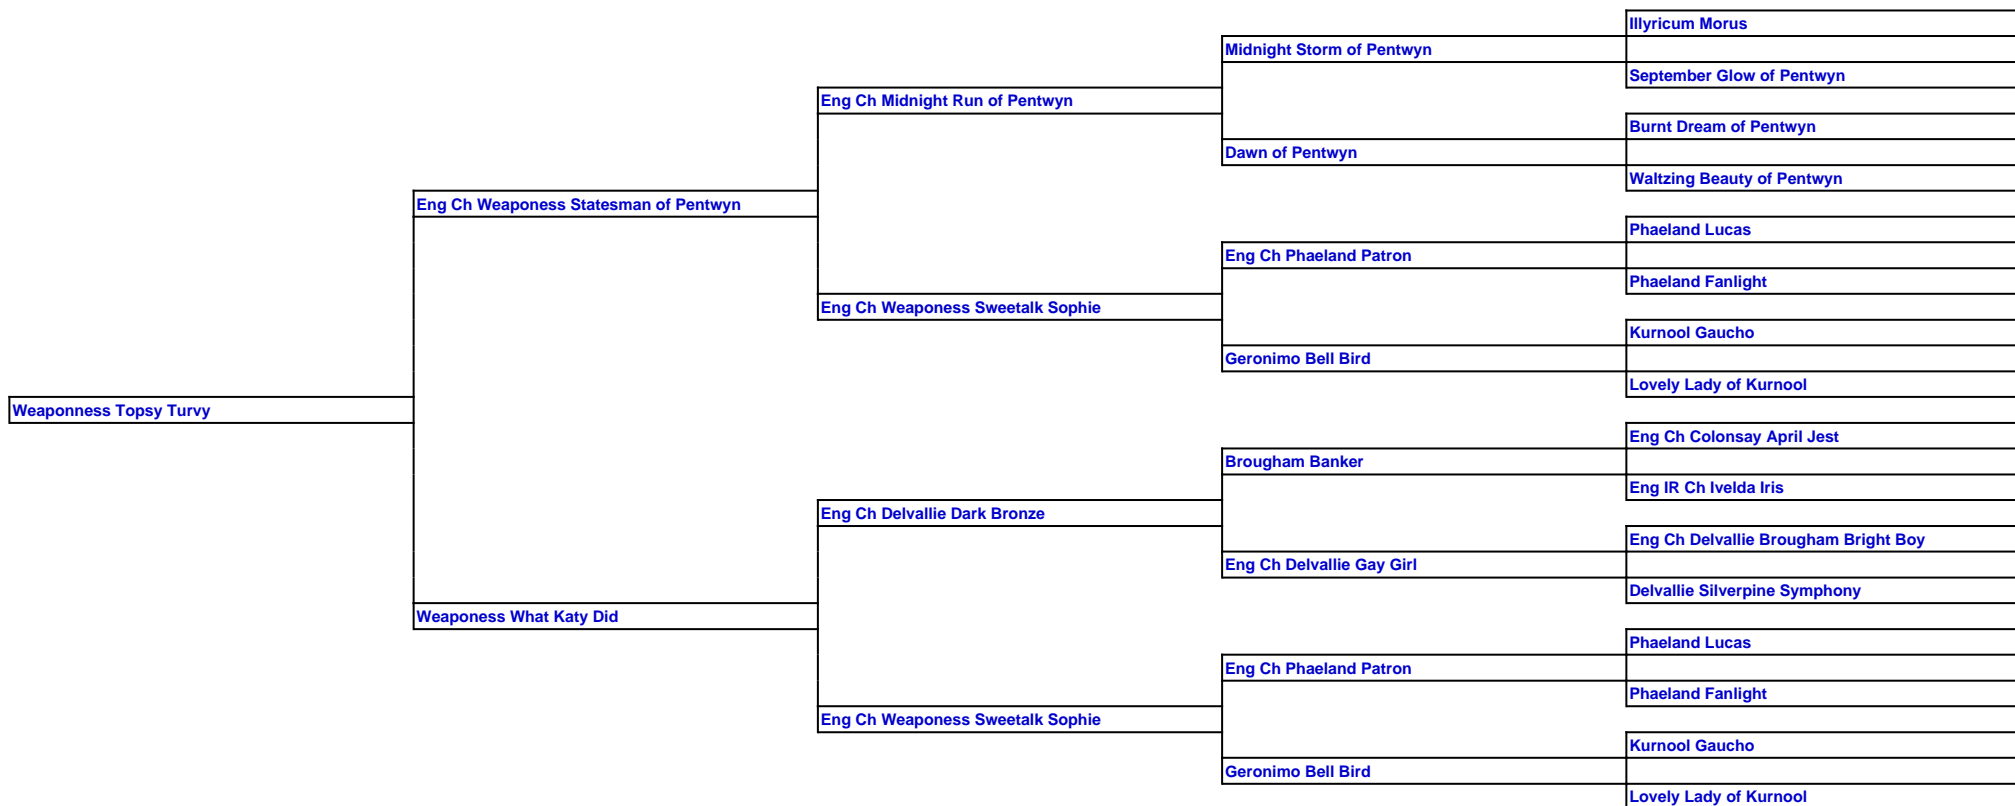 Illyricum Morus
Midnight Storm of Pentwyn
September Glow of Pentwyn
Eng Ch Midnight Run of Pentwyn
Burnt Dream of Pentwyn
Dawn of Pentwyn
Waltzing Beauty of Pentwyn
Eng Ch Weaponess Statesman of Pentwyn
Phaeland Lucas
Eng Ch Phaeland Patron
Phaeland Fanlight
Eng Ch Weaponess Sweetalk Sophie
Kurnool Gaucho
Geronimo Bell Bird
Lovely Lady of Kurnool
Weaponness Topsy Turvy
Eng Ch Colonsay April Jest
Brougham Banker
Eng IR Ch Ivelda Iris
Eng Ch Delvallie Dark Bronze
Eng Ch Delvallie Brougham Bright Boy
Eng Ch Delvallie Gay Girl
Delvallie Silverpine Symphony
Weaponess What Katy Did
Phaeland Lucas
Eng Ch Phaeland Patron
Phaeland Fanlight
Eng Ch Weaponess Sweetalk Sophie
Kurnool Gaucho
Geronimo Bell Bird
Lovely Lady of Kurnool